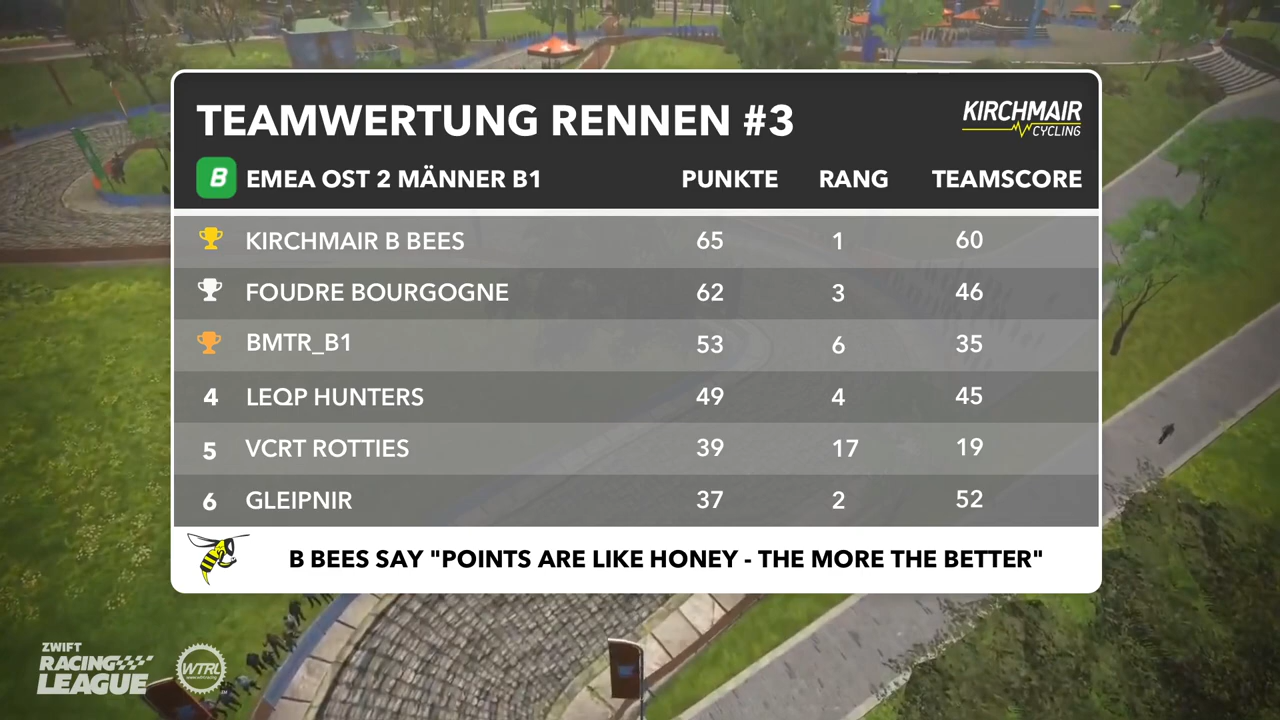 TEAMWERTUNG RENNEN #3
KIRCHMAIR
CYCLING
B EMEA OST 2 MÄNNER B1 PUNKTE RANG TEAMSCORE
KIRCHMAIR B BEES 65 1 60
FOUDRE BOURGOGNE 62 3 46
BMTR_B1 53 6 35
4 LEQP HUNTERS 49 4 45
5 VCRT ROTTIES 39 17 19
6 GLEIPNIR 37 2 52
B BEES SAY "POINTS ARE LIKE HONEY - THE MORE THE BETTER"
ZWIFT
RACING
LEAGUE
WTRL